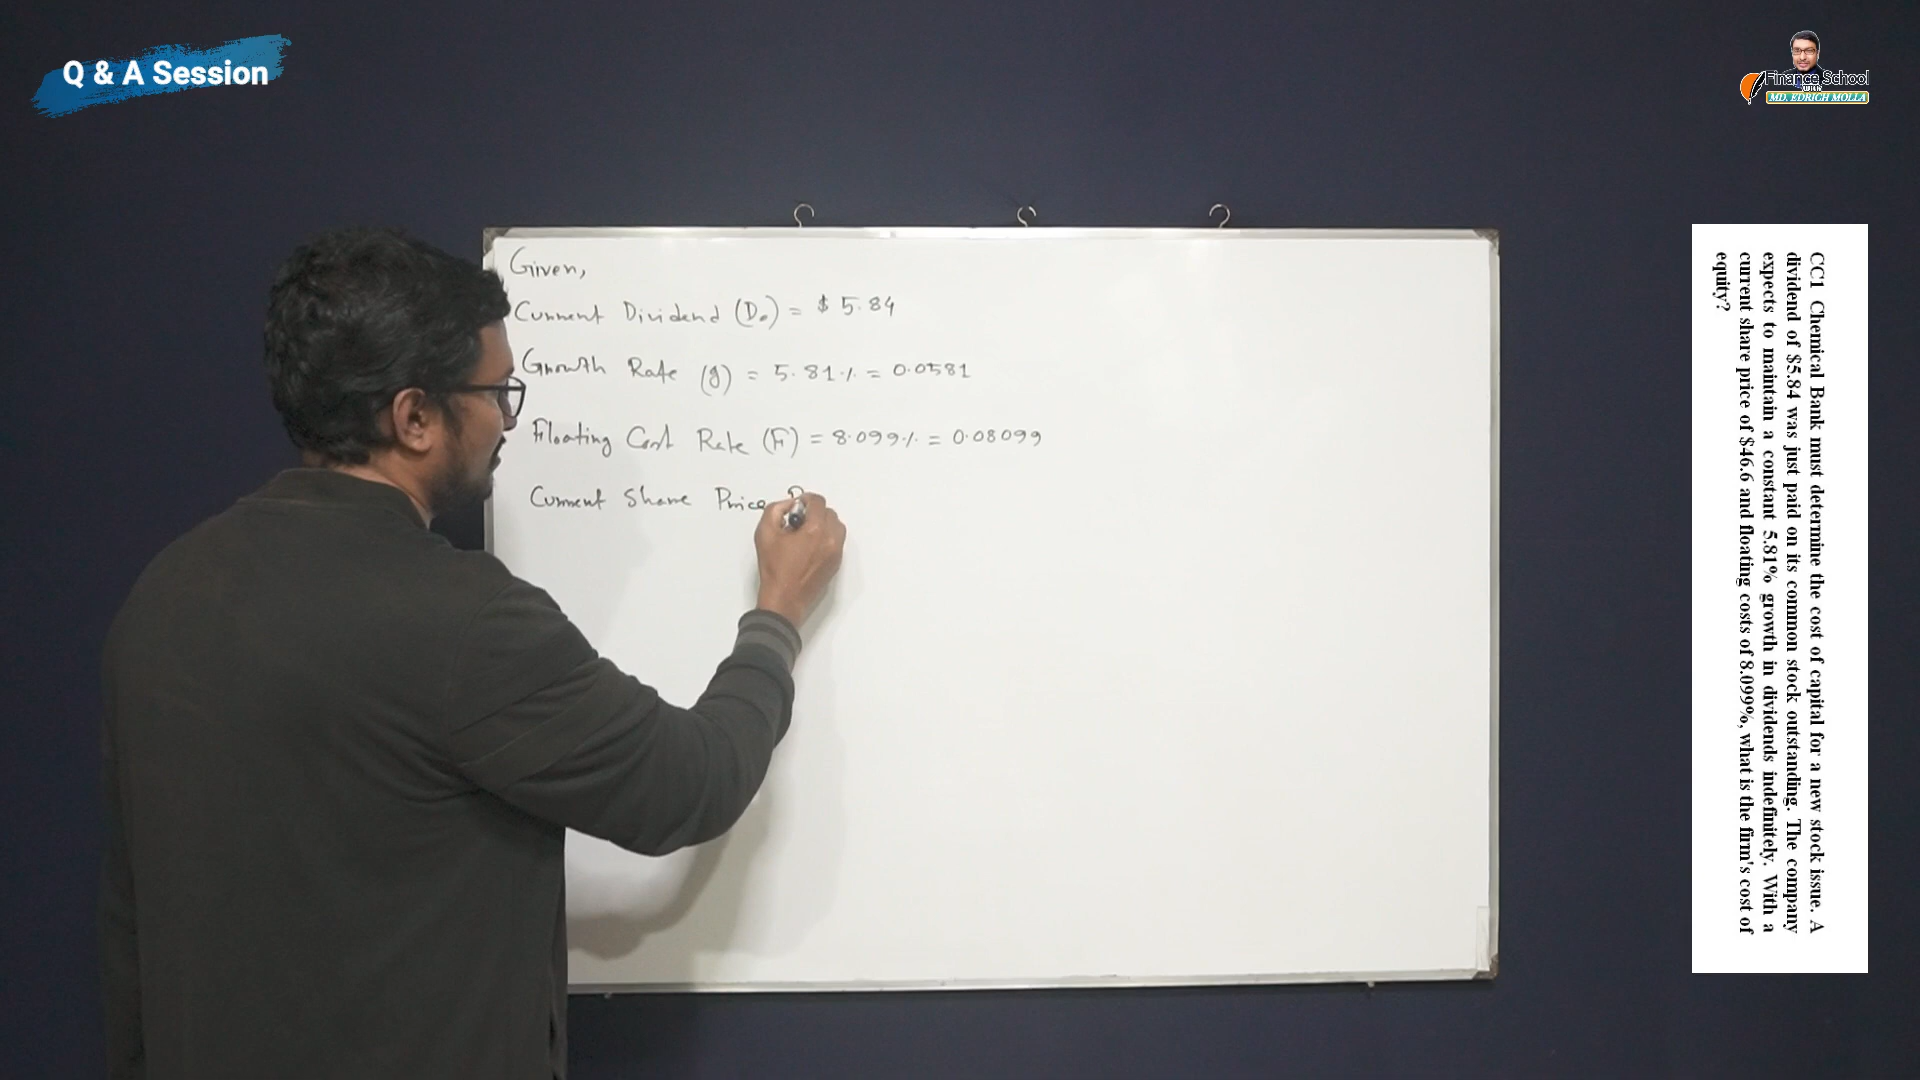 Q & A Session
Finance School
WITH
MD. EDRICH MOLLA
Given,
Current Dividend (D₀) = $ 5.84
Growth Rate (g) = 5.81% = 0.0581
Floating Cost Rate (F) = 8.099% = 0.08099
Current Share Price P
CC1 Chemical Bank must determine the cost of capital for a new stock issue. A
dividend of $5.84 was just paid on its common stock outstanding. The company
expects to maintain a constant 5.81% growth in dividends indefinitely. With a
current share price of $46.6 and floating costs of 8.099%, what is the firm's cost of
equity?